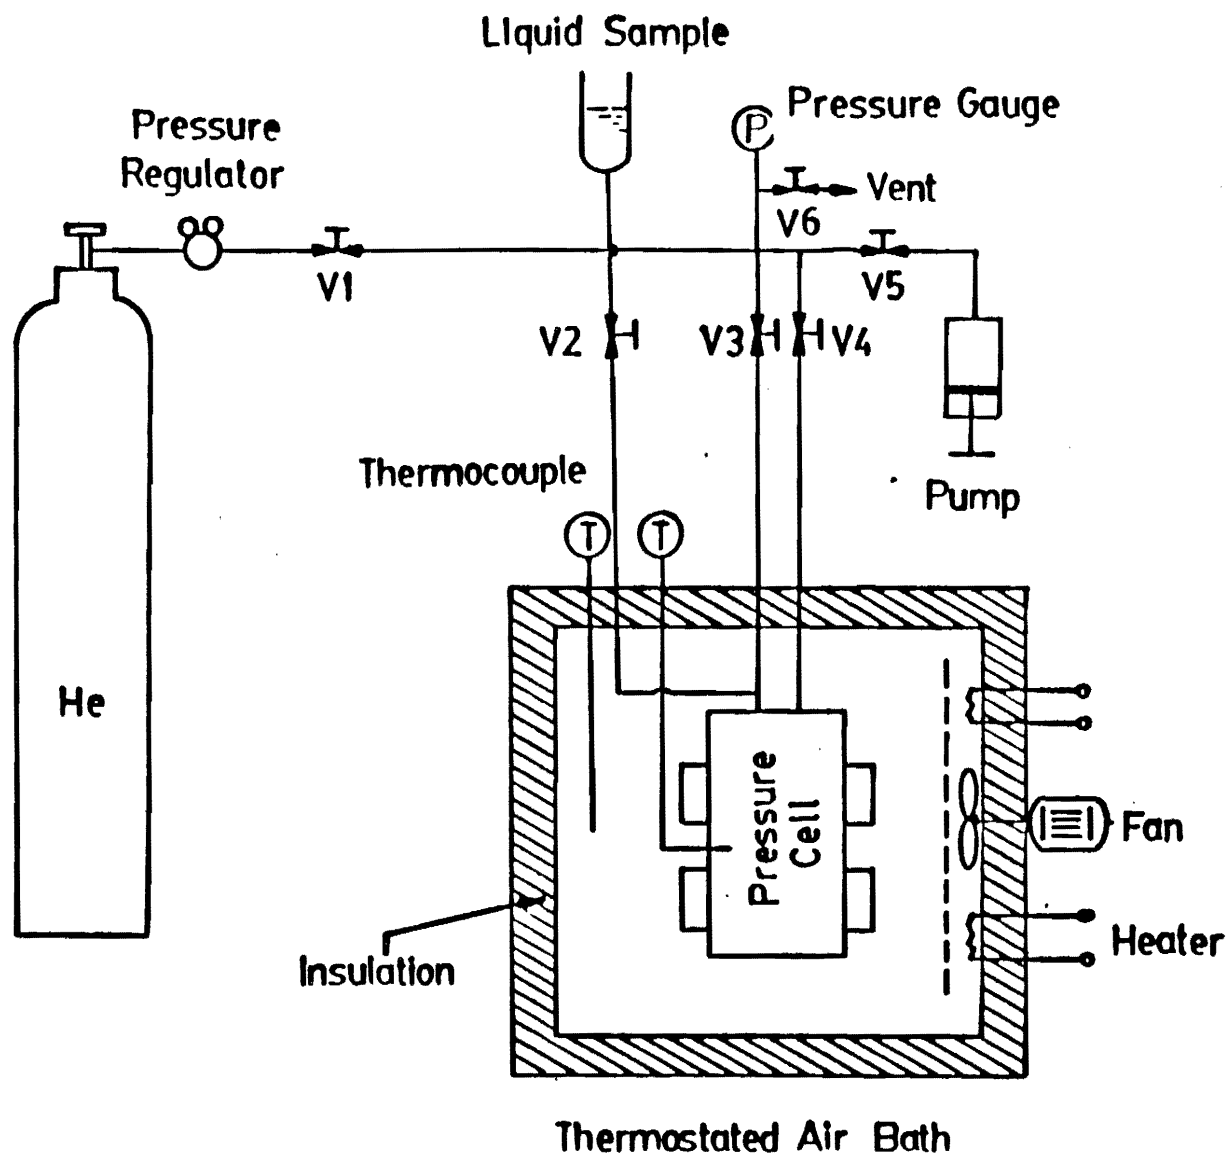 LIquid Sample
Pressure Gauge
Pressure
Regulator
P
Vent
V6
V1
V5
V2
V3
V4
Thermocouple
Pump
T
T
He
Pressure
Cell
Fan
Heater
Insulation
Thermostated Air Bath